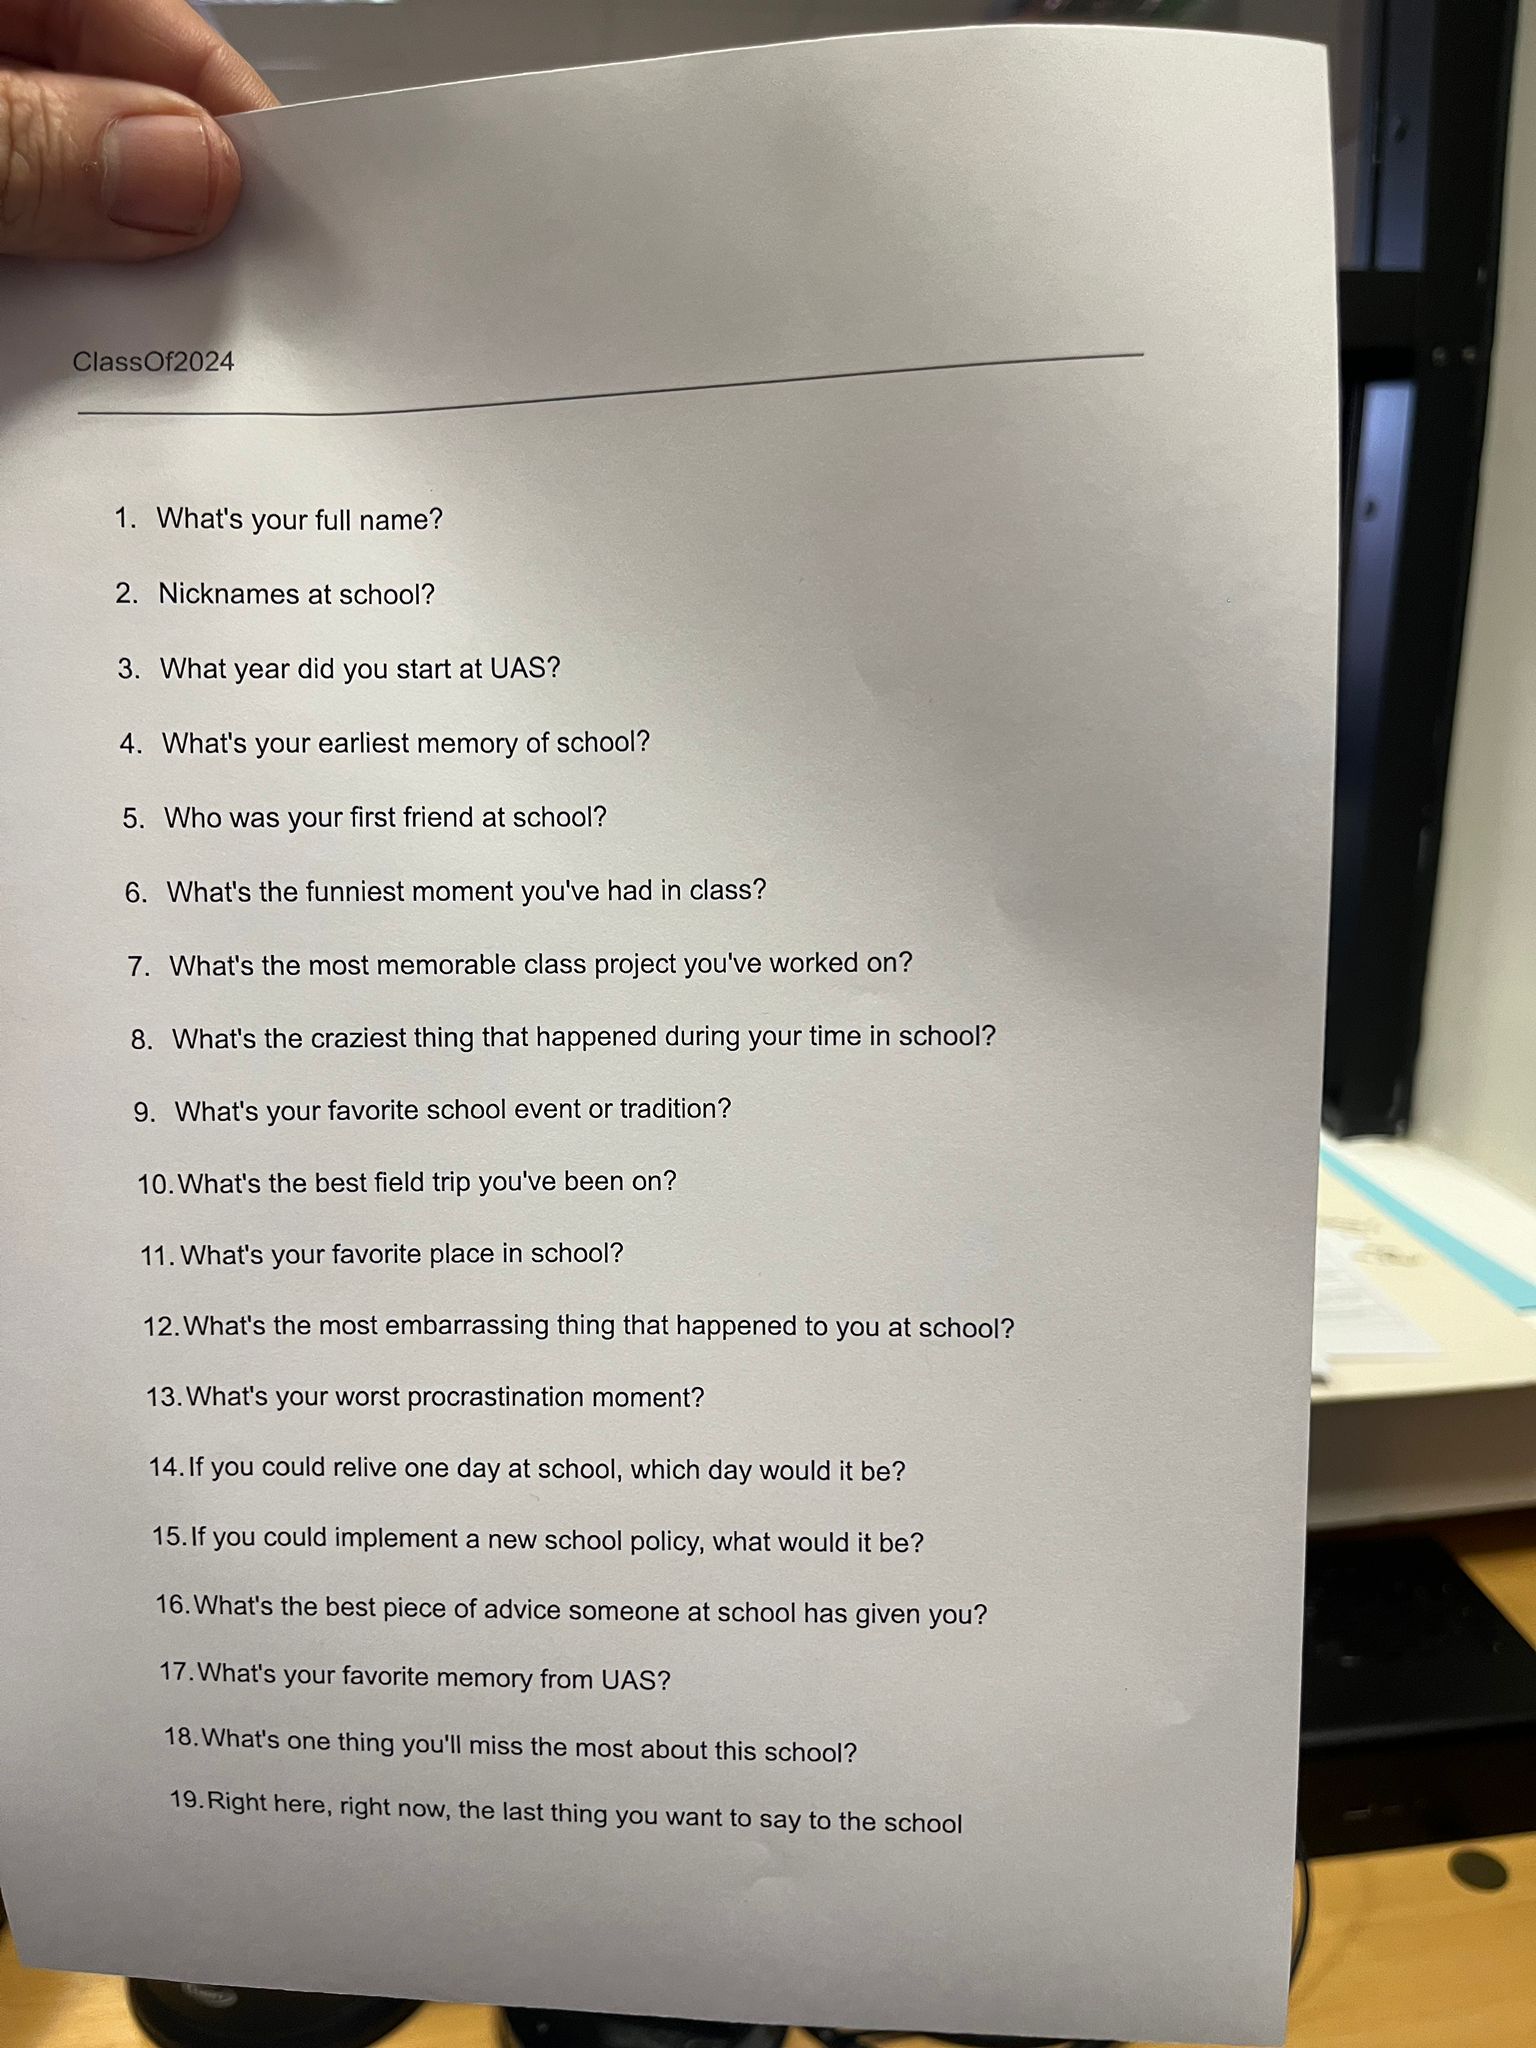 ClassOf2024
1. What's your full name?
2. Nicknames at school?
3. What year did you start at UAS?
4. What's your earliest memory of school?
5. Who was your first friend at school?
6. What's the funniest moment you've had in class?
7. What's the most memorable class project you've worked on?
8. What's the craziest thing that happened during your time in school?
9. What's your favorite school event or tradition?
10. What's the best field trip you've been on?
11. What's your favorite place in school?
12. What's the most embarrassing thing that happened to you at school?
13. What's your worst procrastination moment?
14. If you could relive one day at school, which day would it be?
15. If you could implement a new school policy, what would it be?
16. What's the best piece of advice someone at school has given you?
17. What's your favorite memory from UAS?
18. What's one thing you'll miss the most about this school?
19. Right here, right now, the last thing you want to say to the school